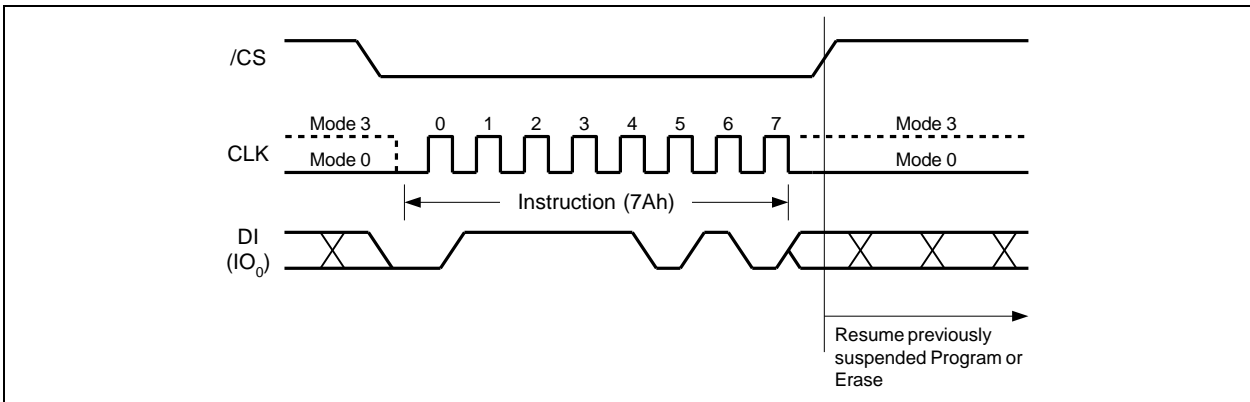 /CS
Mode 3
0 1 2 3 4 5 6 7
Mode 3
CLK
Mode 0
Mode 0
Instruction (7Ah)
DI
(IO0)
Resume previously
suspended Program or
Erase